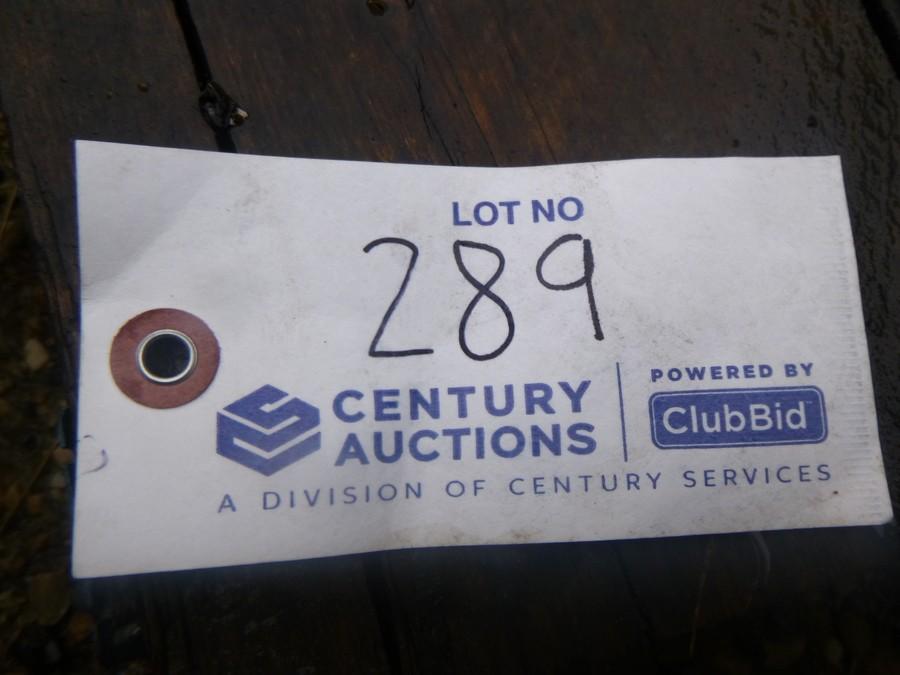 LOT NO
289
CENTURY AUCTIONS
POWERED BY
ClubBid
A DIVISION OF CENTURY SERVICES